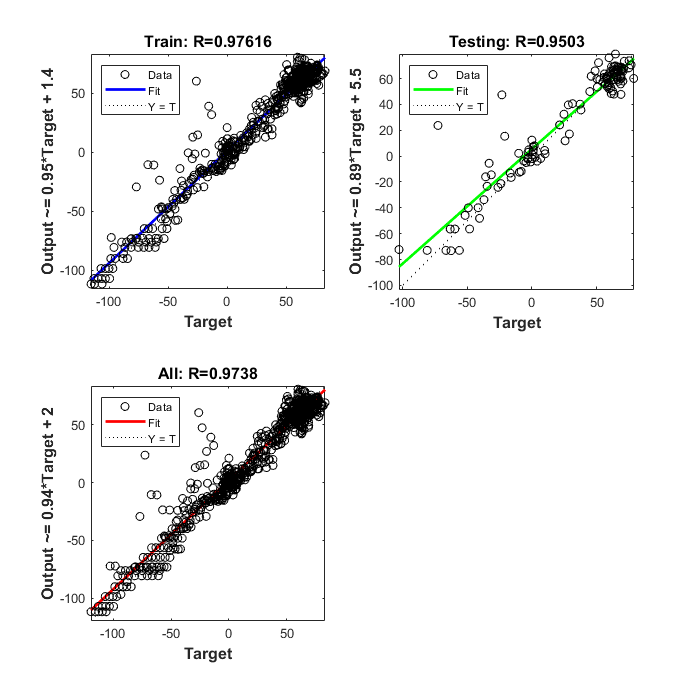 Train: R=0.97616
Output ~= 0.95*Target + 1.4
50
0
-50
-100
Data
Fit
Y = T
-100 -50 0 50
Target
Testing: R=0.9503
Output ~= 0.89*Target + 5.5
60
40
20
0
-20
-40
-60
-80
-100
Data
Fit
Y = T
-100 -50 0 50
Target
All: R=0.9738
Output ~= 0.94*Target + 2
50
0
-50
-100
Data
Fit
Y = T
-100 -50 0 50
Target